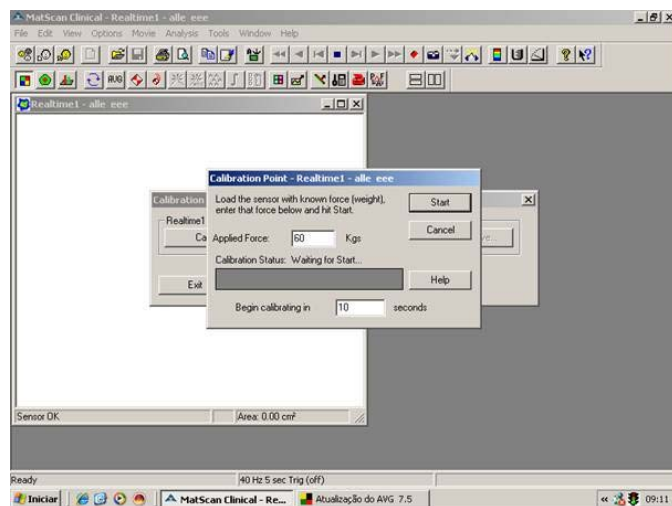 MatScan Clinical - Realtime1 - alle eee
File Edit View Options Movie Analysis Tools Window Help
AVG
Realtime1 - alle eee
Calibration Point - Realtime1 - alle eee
Load the sensor with known force (weight),
enter that force below and hit Start.
Start
Cancel
Applied Force: 60 Kgs
Calibration Status: Waiting for Start...
Help
Begin calibrating in 10 seconds
Calibration
Realtime1
Ca
Exit
Sensor OK
Area: 0.00 cm²
Ready
40 Hz 5 sec Trig (off)
Iniciar
MatScan Clinical - Re...
Atualização do AVG 7.5
09:11